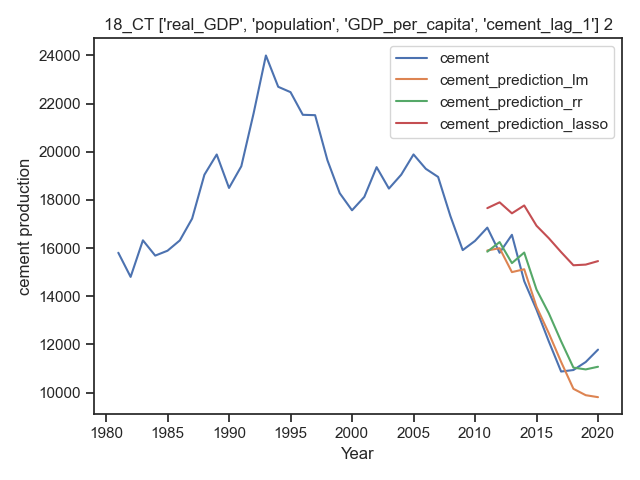 18_CT ['real_GDP', 'population', 'GDP_per_capita', 'cement_lag_1'] 2
cement
cement_prediction_lm
cement_prediction_rr
cement_prediction_lasso
cement production
24000
22000
20000
18000
16000
14000
12000
10000
1980 1985 1990 1995 2000 2005 2010 2015 2020
Year